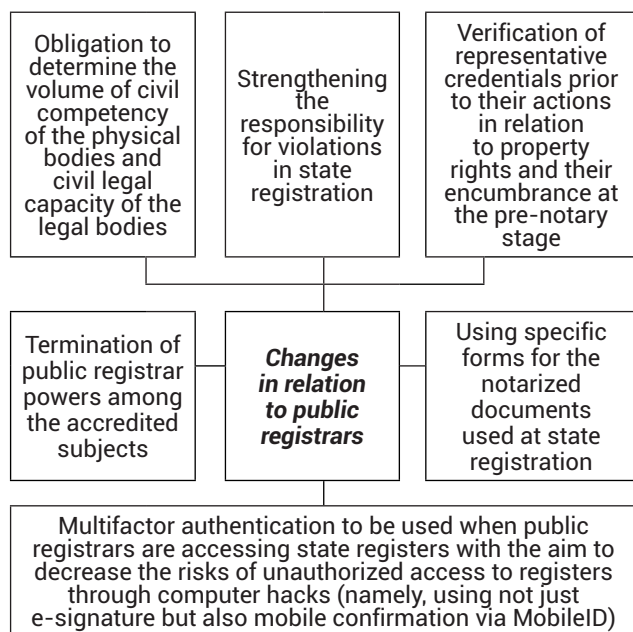 Obligation to
determine the
volume of civil
competency
of the physical
bodies and
civil legal
capacity of the
legal bodies
Strengthening
the
responsibility
for violations
in state
registration
Verification of
representative
credentials prior
to their actions
in relation
to property
rights and their
encumbrance at
the pre-notary
stage
Termination of
public registrar
powers among
the accredited
subjects
Changes
in relation
to public
registrars
Using specific
forms for the
notarized
documents
used at state
registration
Multifactor authentication to be used when public
registrars are accessing state registers with the aim to
decrease the risks of unauthorized access to registers
through computer hacks (namely, using not just
e-signature but also mobile confirmation via MobileID)